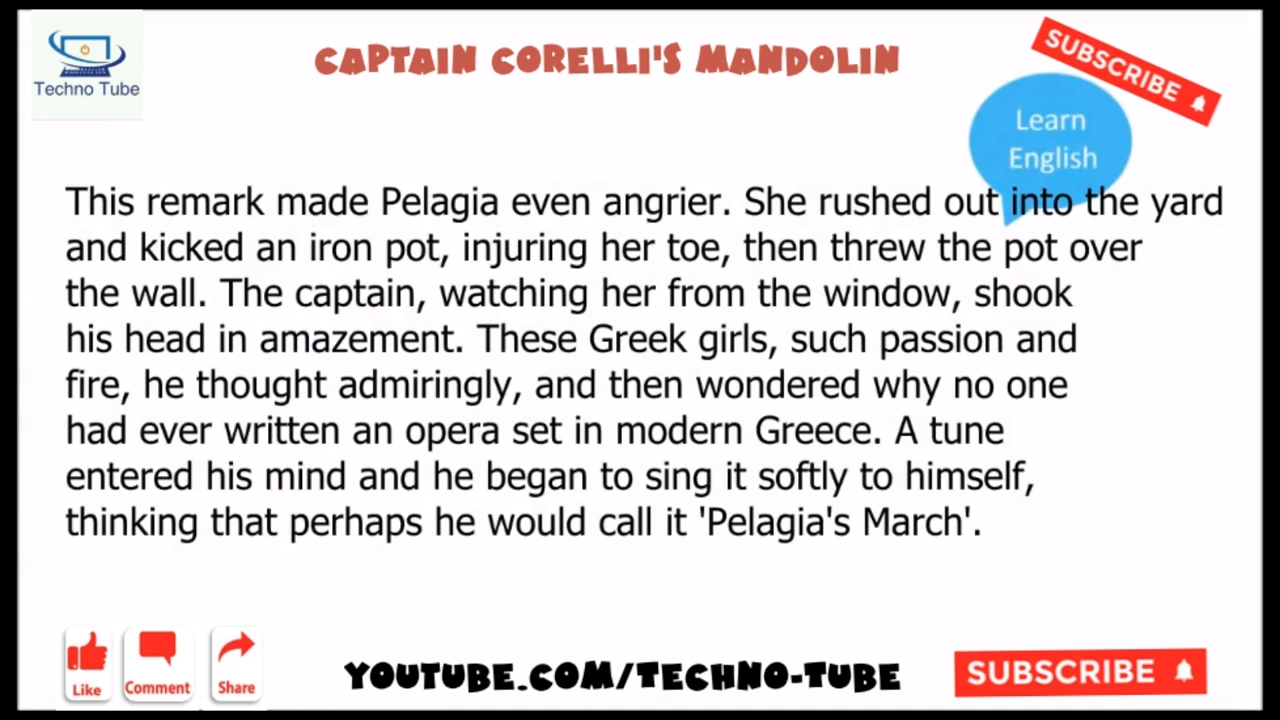 Techno Tube
CAPTAIN CORELLI'S MANDOLIN
SUBSCRIBE
Learn
English
This remark made Pelagia even angrier. She rushed out into the yard
and kicked an iron pot, injuring her toe, then threw the pot over
the wall. The captain, watching her from the window, shook
his head in amazement. These Greek girls, such passion and
fire, he thought admiringly, and then wondered why no one
had ever written an opera set in modern Greece. A tune
entered his mind and he began to sing it softly to himself,
thinking that perhaps he would call it 'Pelagia's March'.
Like
Comment
Share
YOUTUBE.COM/TECHNO-TUBE
SUBSCRIBE